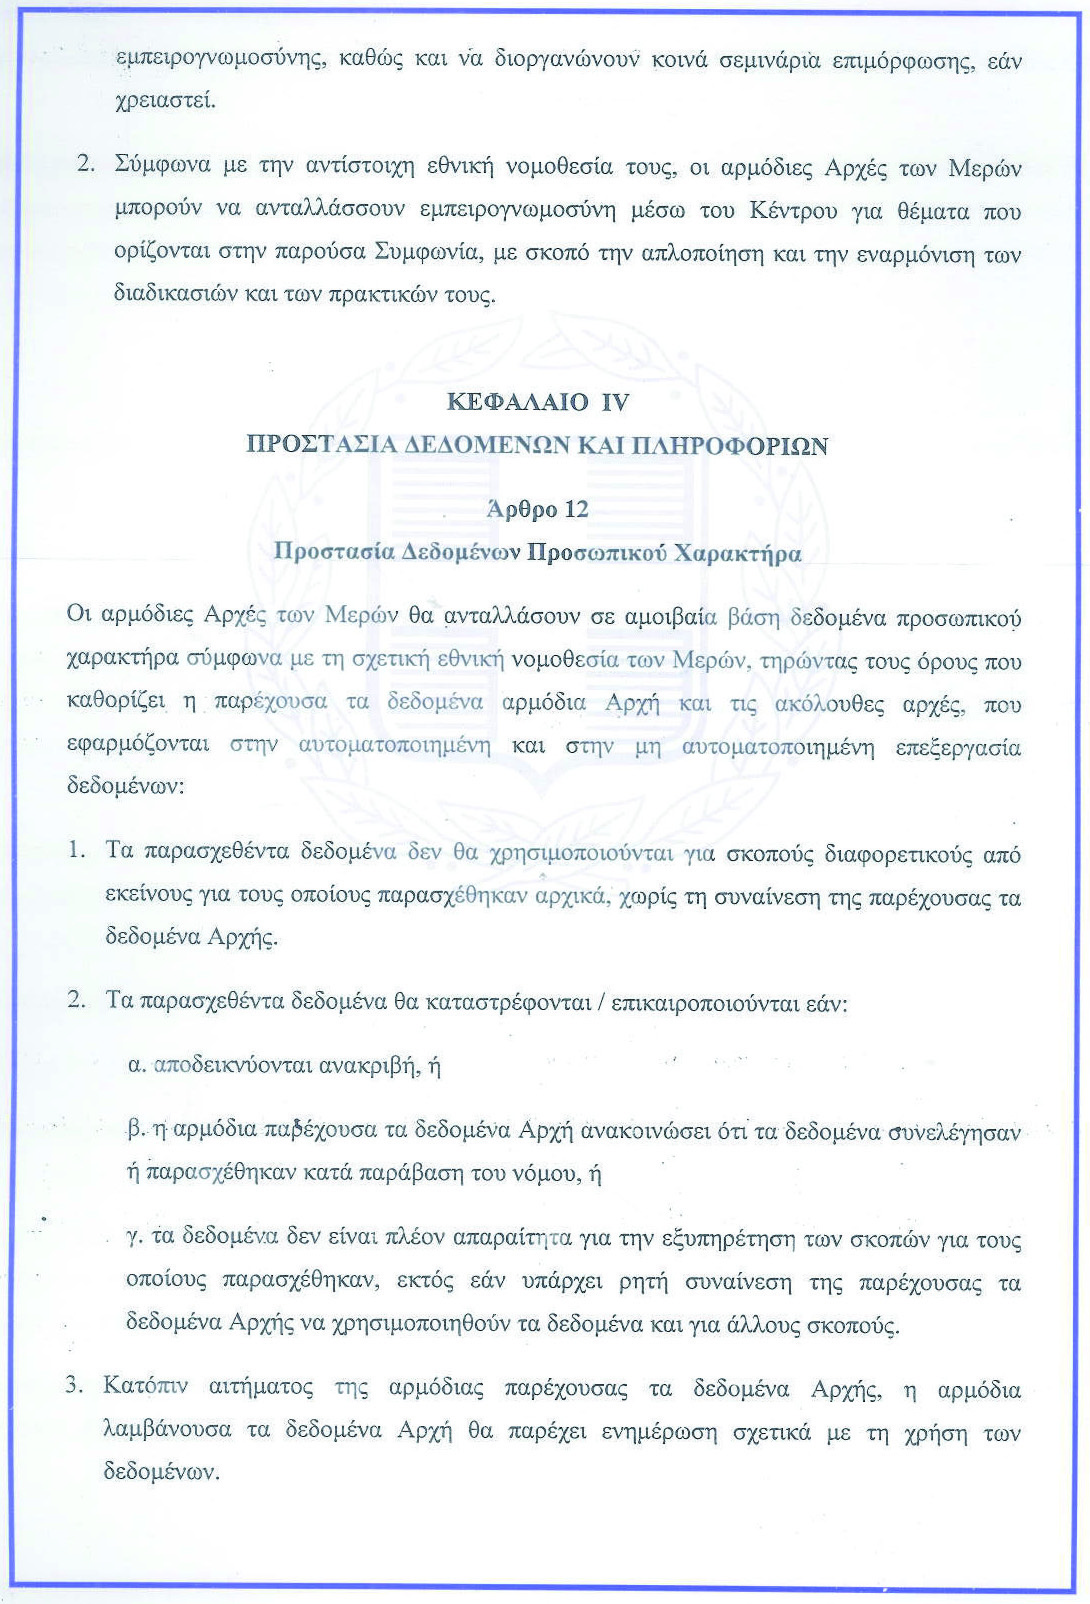 εμπειρογνωμοσύνης, καθώς και να διοργανώνουν κοινά σεμινάρια επιμόρφωσης, εάν
χρειαστεί.
2. Σύμφωνα με την αντίστοιχη εθνική νομοθεσία τους, οι αρμόδιες Αρχές των Μερών
μπορούν να ανταλλάσσουν εμπειρογνωμοσύνη μέσω του Κέντρου για θέματα που
ορίζονται στην παρούσα Συμφωνία, με σκοπό την απλοποίηση και την εναρμόνιση των
διαδικασιών και των πρακτικών τους.
ΚΕΦΑΛΑΙΟ IV
ΠΡΟΣΤΑΣΙΑ ΔΕΔΟΜΕΝΩΝ ΚΑΙ ΠΛΗΡΟΦΟΡΙΩΝ
Άρθρο 12
Προστασία Δεδομένων Προσωπικού Χαρακτήρα
Οι αρμόδιες Αρχές των Μερών θα ανταλλάσουν σε αμοιβαία βάση δεδομένα προσωπικού
χαρακτήρα σύμφωνα με τη σχετική εθνική νομοθεσία των Μερών, τηρώντας τους όρους που
καθορίζει η παρέχουσα τα δεδομένα αρμόδια Αρχή και τις ακόλουθες αρχές, που
εφαρμόζονται στην αυτοματοποιημένη και στην μη αυτοματοποιημένη επεξεργασία
δεδομένων:
1. Τα παρασχεθέντα δεδομένα δεν θα χρησιμοποιούνται για σκοπούς διαφορετικούς από
εκείνους για τους οποίους παρασχέθηκαν αρχικά, χωρίς τη συναίνεση της παρέχουσας τα
δεδομένα Αρχής.
2. Τα παρασχεθέντα δεδομένα θα καταστρέφονται / επικαιροποιούνται εάν:
α. αποδεικνύονται ανακριβή, ή
β. η αρμόδια παρέχουσα τα δεδομένα Αρχή ανακοινώσει ότι τα δεδομένα συνελέγησαν
ή παρασχέθηκαν κατά παράβαση του νόμου, ή
γ. τα δεδομένα δεν είναι πλέον απαραίτητα για την εξυπηρέτηση των σκοπών για τους
οποίους παρασχέθηκαν, εκτός εάν υπάρχει ρητή συναίνεση της παρέχουσας τα
δεδομένα Αρχής να χρησιμοποιηθούν τα δεδομένα και για άλλους σκοπούς.
3. Κατόπιν αιτήματος της αρμόδιας παρέχουσας τα δεδομένα Αρχής, η αρμόδια
λαμβάνουσα τα δεδομένα Αρχή θα παρέχει ενημέρωση σχετικά με τη χρήση των
δεδομένων.